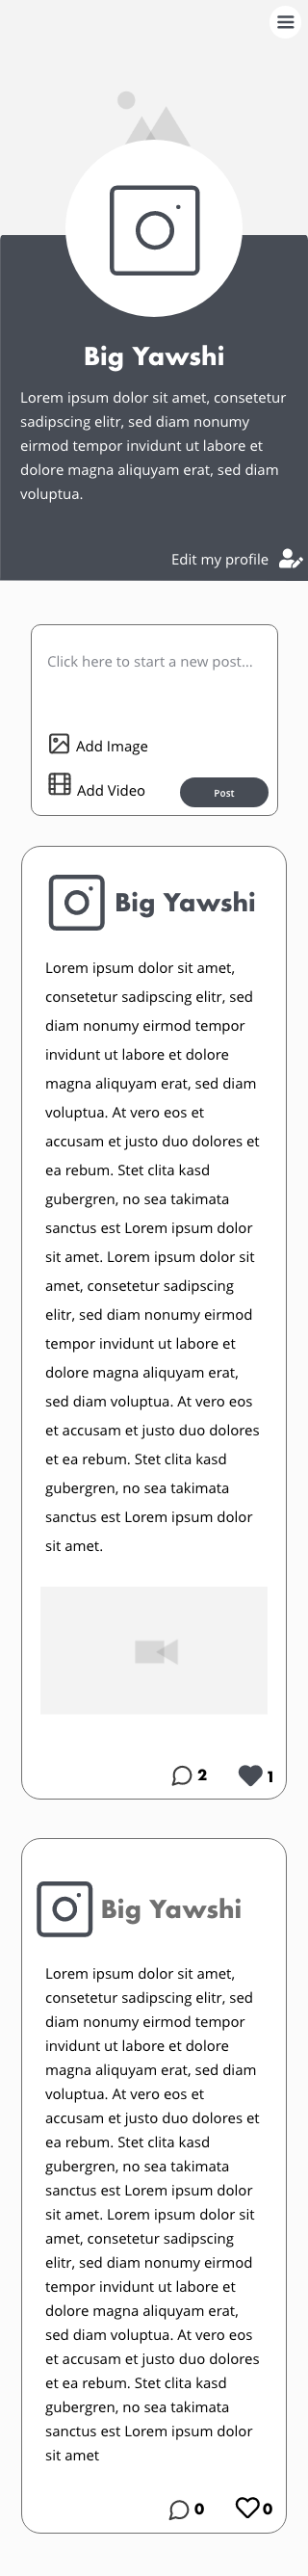 Big Yawshi
Lorem ipsum dolor sit amet, consetetur
sadipscing elitr, sed diam nonumy
eirmod tempor invidunt ut labore et
dolore magna aliquyam erat, sed diam
voluptua.
Edit my profile
Click here to start a new post...
Add Image
Add Video
Post
Big Yawshi
Lorem ipsum dolor sit amet,
consetetur sadipscing elitr, sed
diam nonumy eirmod tempor
invidunt ut labore et dolore
magna aliquyam erat, sed diam
voluptua. At vero eos et
accusam et justo duo dolores et
ea rebum. Stet clita kasd
gubergren, no sea takimata
sanctus est Lorem ipsum dolor
sit amet. Lorem ipsum dolor sit
amet, consetetur sadipscing
elitr, sed diam nonumy eirmod
tempor invidunt ut labore et
dolore magna aliquyam erat,
sed diam voluptua. At vero eos
et accusam et justo duo dolores
et ea rebum. Stet clita kasd
gubergren, no sea takimata
sanctus est Lorem ipsum dolor
sit amet.
2 1
Big Yawshi
Lorem ipsum dolor sit amet,
consetetur sadipscing elitr, sed
diam nonumy eirmod tempor
invidunt ut labore et dolore
magna aliquyam erat, sed diam
voluptua. At vero eos et
accusam et justo duo dolores et
ea rebum. Stet clita kasd
gubergren, no sea takimata
sanctus est Lorem ipsum dolor
sit amet. Lorem ipsum dolor sit
amet, consetetur sadipscing
elitr, sed diam nonumy eirmod
tempor invidunt ut labore et
dolore magna aliquyam erat,
sed diam voluptua. At vero eos
et accusam et justo duo dolores
et ea rebum. Stet clita kasd
gubergren, no sea takimata
sanctus est Lorem ipsum dolor
sit amet
0 0